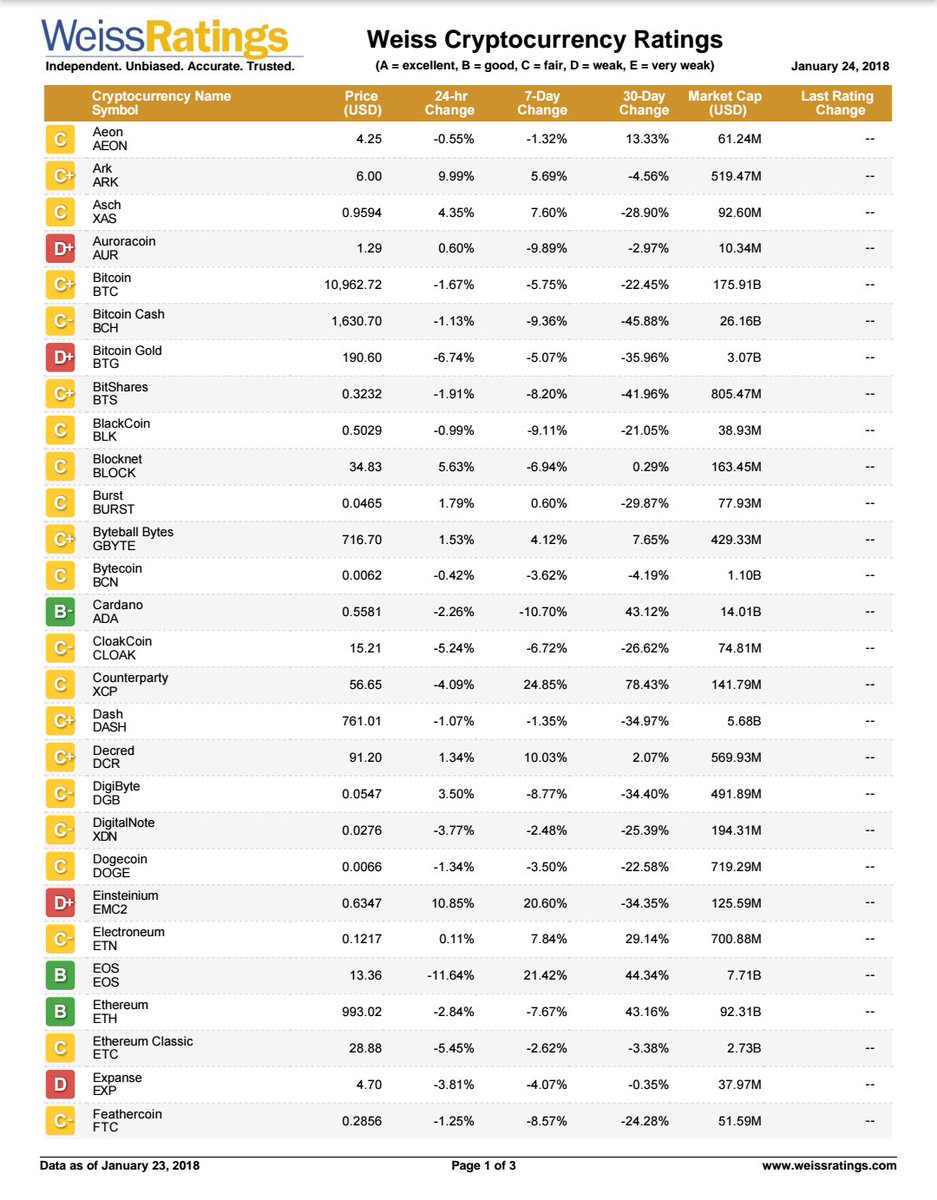 WeissRatings
Independent. Unbiased. Accurate. Trusted.
Weiss Cryptocurrency Ratings
(A = excellent, B = good, C = fair, D = weak, E = very weak)
January 24, 2018
Cryptocurrency Name Price 24-hr 7-Day 30-Day Market Cap Last Rating
Symbol (USD) Change Change Change (USD) Change
C Aeon 4.25 -0.55% -1.32% 13.33% 61.24M --
AEON
C+ Ark 6.00 9.99% 5.69% -4.56% 519.47M --
ARK
C Asch 0.9594 4.35% 7.60% -28.90% 92.60M --
XAS
D+ Auroracoin 1.29 0.60% -9.89% -2.97% 10.34M --
AUR
C+ Bitcoin 10,962.72 -1.67% -5.75% -22.45% 175.91B --
BTC
C- Bitcoin Cash 1,630.70 -1.13% -9.36% -45.88% 26.16B --
BCH
D+ Bitcoin Gold 190.60 -6.74% -5.07% -35.96% 3.07B --
BTG
C+ BitShares 0.3232 -1.91% -8.20% -41.96% 805.47M --
BTS
C BlackCoin 0.5029 -0.99% -9.11% -21.05% 38.93M --
BLK
C Blocknet 34.83 5.63% -6.94% 0.29% 163.45M --
BLOCK
C Burst 0.0465 1.79% 0.60% -29.87% 77.93M --
BURST
C+ Byteball Bytes 716.70 1.53% 4.12% 7.65% 429.33M --
GBYTE
C Bytecoin 0.0062 -0.42% -3.62% -4.19% 1.10B --
BCN
B- Cardano 0.5581 -2.26% -10.70% 43.12% 14.01B --
ADA
C- CloakCoin 15.21 -5.24% -6.72% -26.62% 74.81M --
CLOAK
C Counterparty 56.65 -4.09% 24.85% 78.43% 141.79M --
XCP
C+ Dash 761.01 -1.07% -1.35% -34.97% 5.68B --
DASH
C+ Decred 91.20 1.34% 10.03% 2.07% 569.93M --
DCR
C- DigiByte 0.0547 3.50% -8.77% -34.40% 491.89M --
DGB
C- DigitalNote 0.0276 -3.77% -2.48% -25.39% 194.31M --
XDN
C Dogecoin 0.0066 -1.34% -3.50% -22.58% 719.29M --
DOGE
D+ Einsteinium 0.6347 10.85% 20.60% -34.35% 125.59M --
EMC2
C- Electroneum 0.1217 0.11% 7.84% 29.14% 700.88M --
ETN
B EOS 13.36 -11.64% 21.42% 44.34% 7.71B --
EOS
B Ethereum 993.02 -2.84% -7.67% 43.16% 92.31B --
ETH
C Ethereum Classic 28.88 -5.45% -2.62% -3.38% 2.73B --
ETC
D Expanse 4.70 -3.81% -4.07% -0.35% 37.97M --
EXP
C- Feathercoin 0.2856 -1.25% -8.57% -24.28% 51.59M --
FTC
Data as of January 23, 2018 Page 1 of 3 www.weissratings.com